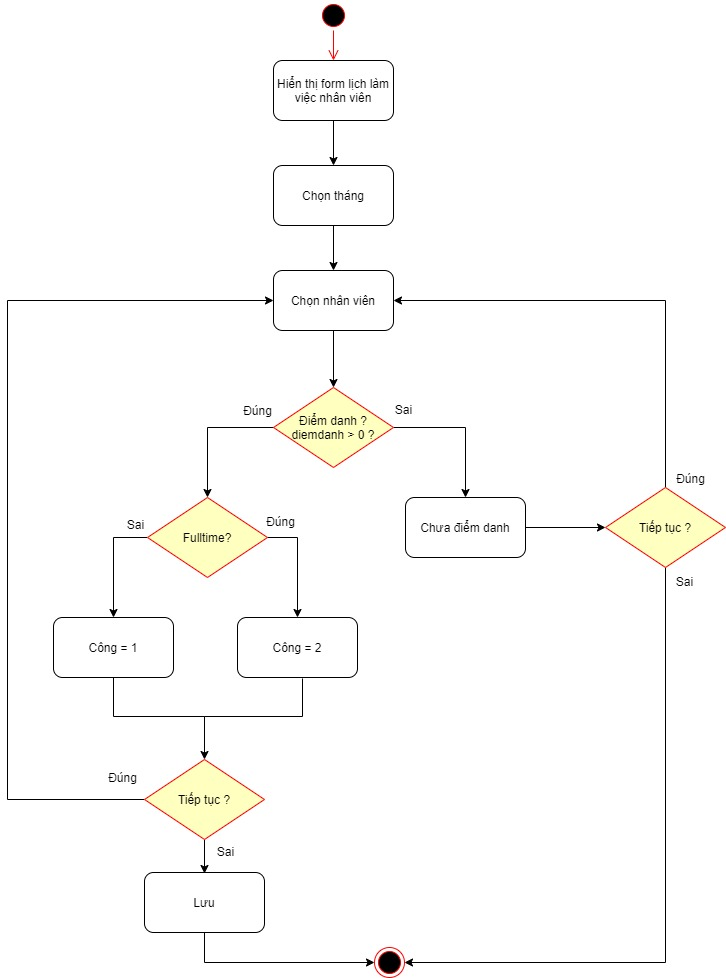 Hiển thị form lịch làm
việc nhân viên
Chọn tháng
Chọn nhân viên
Đúng
Điểm danh ?
diemdanh > 0 ?
Sai
Sai
Fulltime?
Đúng
Chưa điểm danh
Đúng
Tiếp tục ?
Sai
Công = 1
Công = 2
Đúng
Tiếp tục ?
Sai
Lưu